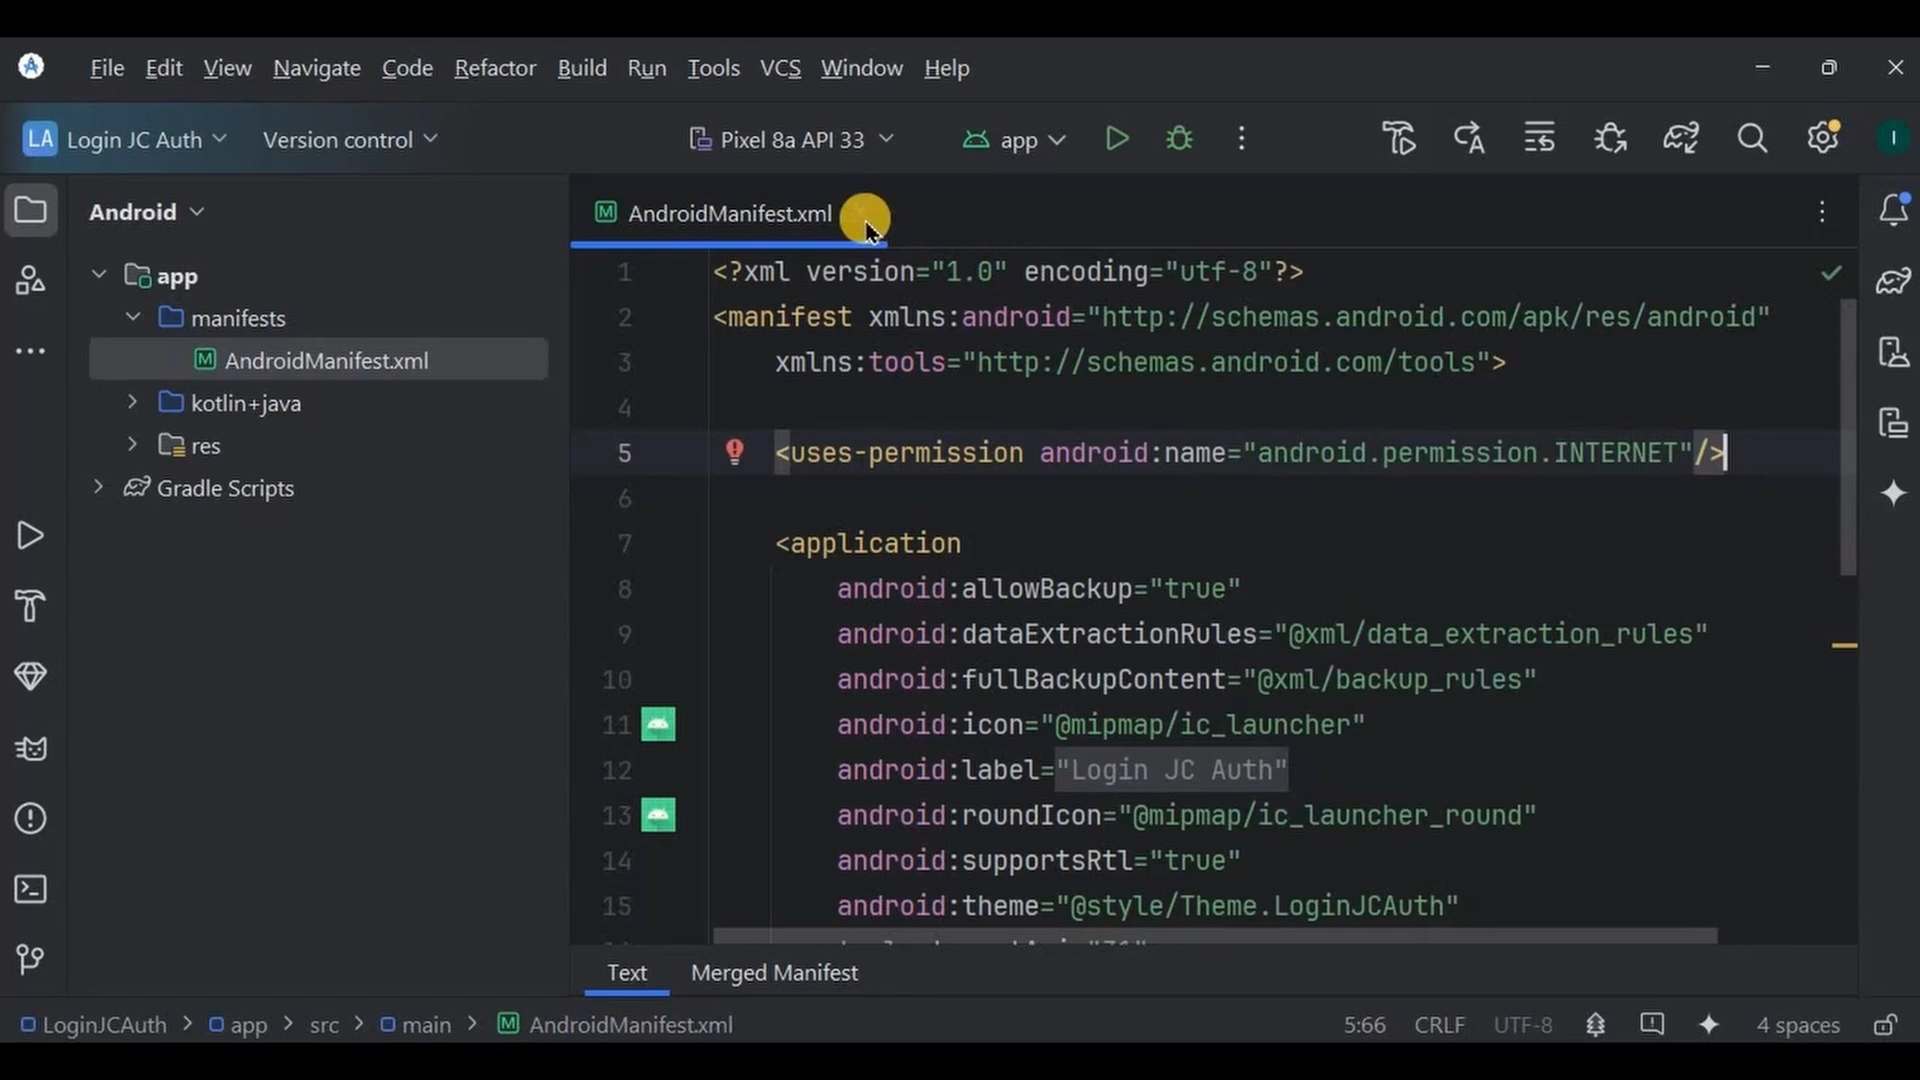 File Edit View Navigate Code Refactor Build Run Tools VCS Window Help
LA Login JC Auth Version control Pixel 8a API 33 app I
Android
app
manifests
AndroidManifest.xml
kotlin+java
res
Gradle Scripts
AndroidManifest.xml
1 <?xml version="1.0" encoding="utf-8"?>
2 <manifest xmlns:android="http://schemas.android.com/apk/res/android"
3 xmlns:tools="http://schemas.android.com/tools">
4
5 <uses-permission android:name="android.permission.INTERNET"/>
6
7 <application
8 android:allowBackup="true"
9 android:dataExtractionRules="@xml/data_extraction_rules"
10 android:fullBackupContent="@xml/backup_rules"
11 android:icon="@mipmap/ic_launcher"
12 android:label="Login JC Auth"
13 android:roundIcon="@mipmap/ic_launcher_round"
14 android:supportsRtl="true"
15 android:theme="@style/Theme.LoginJCAuth"
Text Merged Manifest
LoginJCAuth > app > src > main > AndroidManifest.xml 5:66 CRLF UTF-8 4 spaces